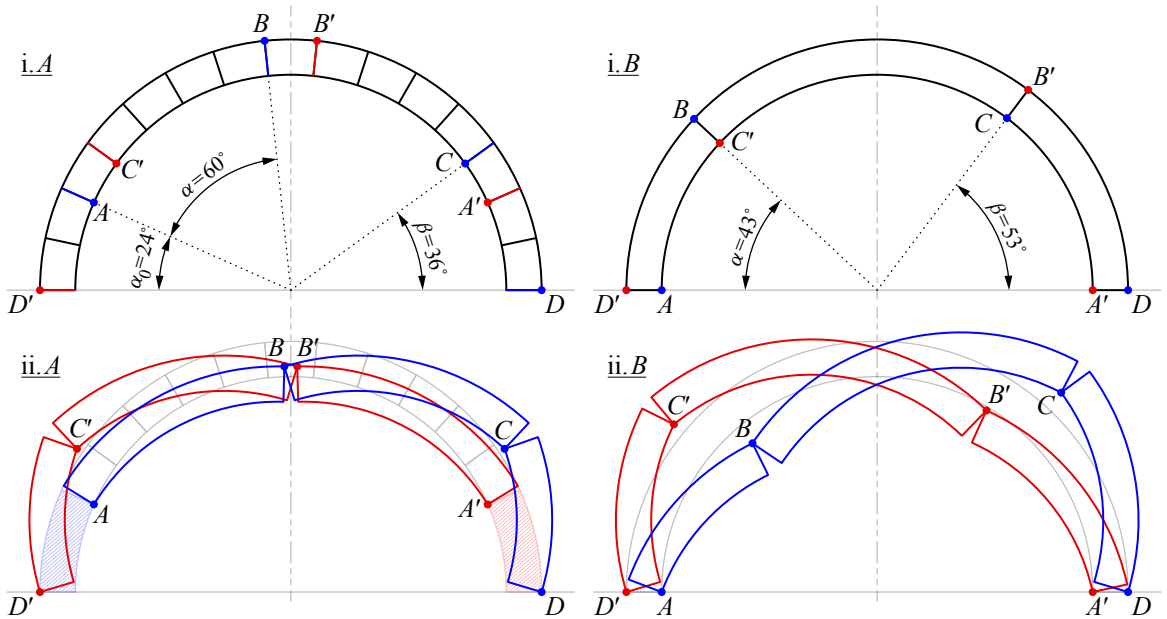 i.A
B B′
C′
A
C
A′
α=60°
α₀=24°
β=36°
D′ D
i.B
B
C′
B′
C
α=43°
β=53°
D′ A A′ D
ii.A
B B′
C′
C
A
A′
D′ D
ii.B
C′
B
B′
C
D′ A A′ D